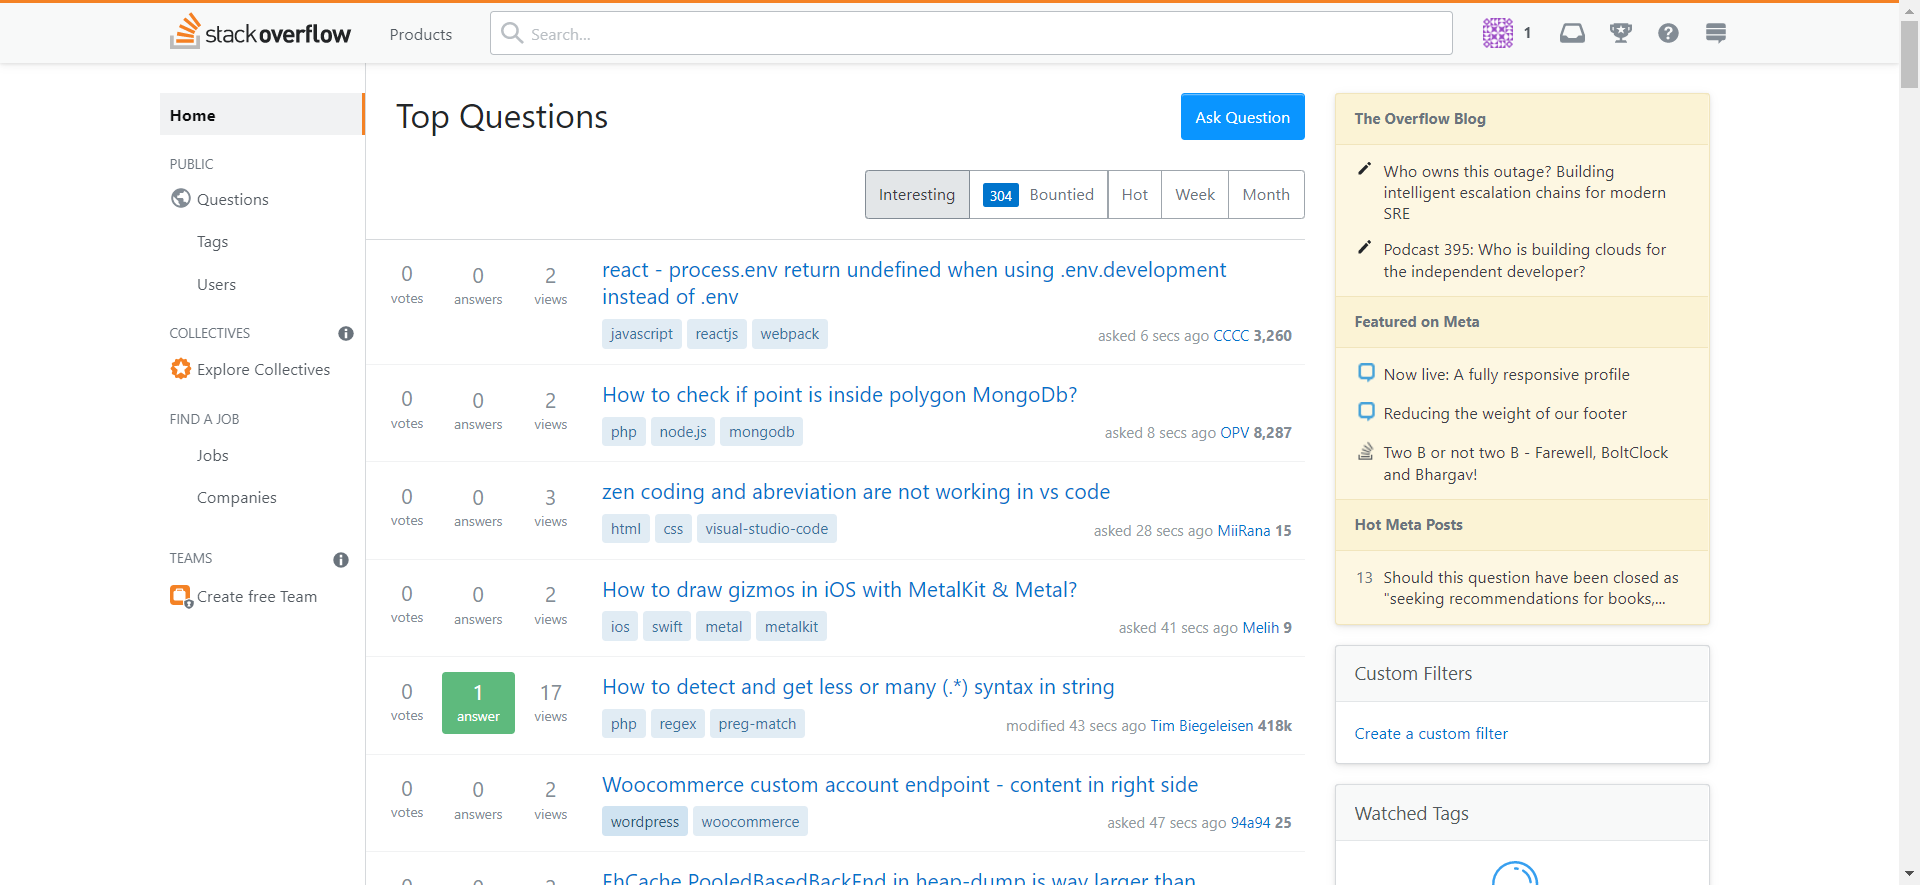 stackoverflow
Products
Search...
1
Home
PUBLIC
Questions
Tags
Users
COLLECTIVES
Explore Collectives
FIND A JOB
Jobs
Companies
TEAMS
Create free Team
Top Questions
Ask Question
Interesting
304 Bountied
Hot
Week
Month
0 votes
0 answers
2 views
react - process.env return undefined when using .env.development
instead of .env
javascript reactjs webpack
asked 6 secs ago CCCC 3,260
0 votes
0 answers
2 views
How to check if point is inside polygon MongoDb?
php node.js mongodb
asked 8 secs ago OPV 8,287
0 votes
0 answers
3 views
zen coding and abreviation are not working in vs code
html css visual-studio-code
asked 28 secs ago MiiRana 15
0 votes
0 answers
2 views
How to draw gizmos in iOS with MetalKit & Metal?
ios swift metal metalkit
asked 41 secs ago Melih 9
0 votes
1 answer
17 views
How to detect and get less or many (.*) syntax in string
php regex preg-match
modified 43 secs ago Tim Biegeleisen 418k
0 votes
0 answers
2 views
Woocommerce custom account endpoint - content in right side
wordpress woocommerce
asked 47 secs ago 94a94 25
EhCache PooledBasedBackEnd in heap-dump is way larger than
The Overflow Blog
Who owns this outage? Building
intelligent escalation chains for modern
SRE
Podcast 395: Who is building clouds for
the independent developer?
Featured on Meta
Now live: A fully responsive profile
Reducing the weight of our footer
Two B or not two B - Farewell, BoltClock
and Bhargav!
Hot Meta Posts
13 Should this question have been closed as
"seeking recommendations for books,...
Custom Filters
Create a custom filter
Watched Tags